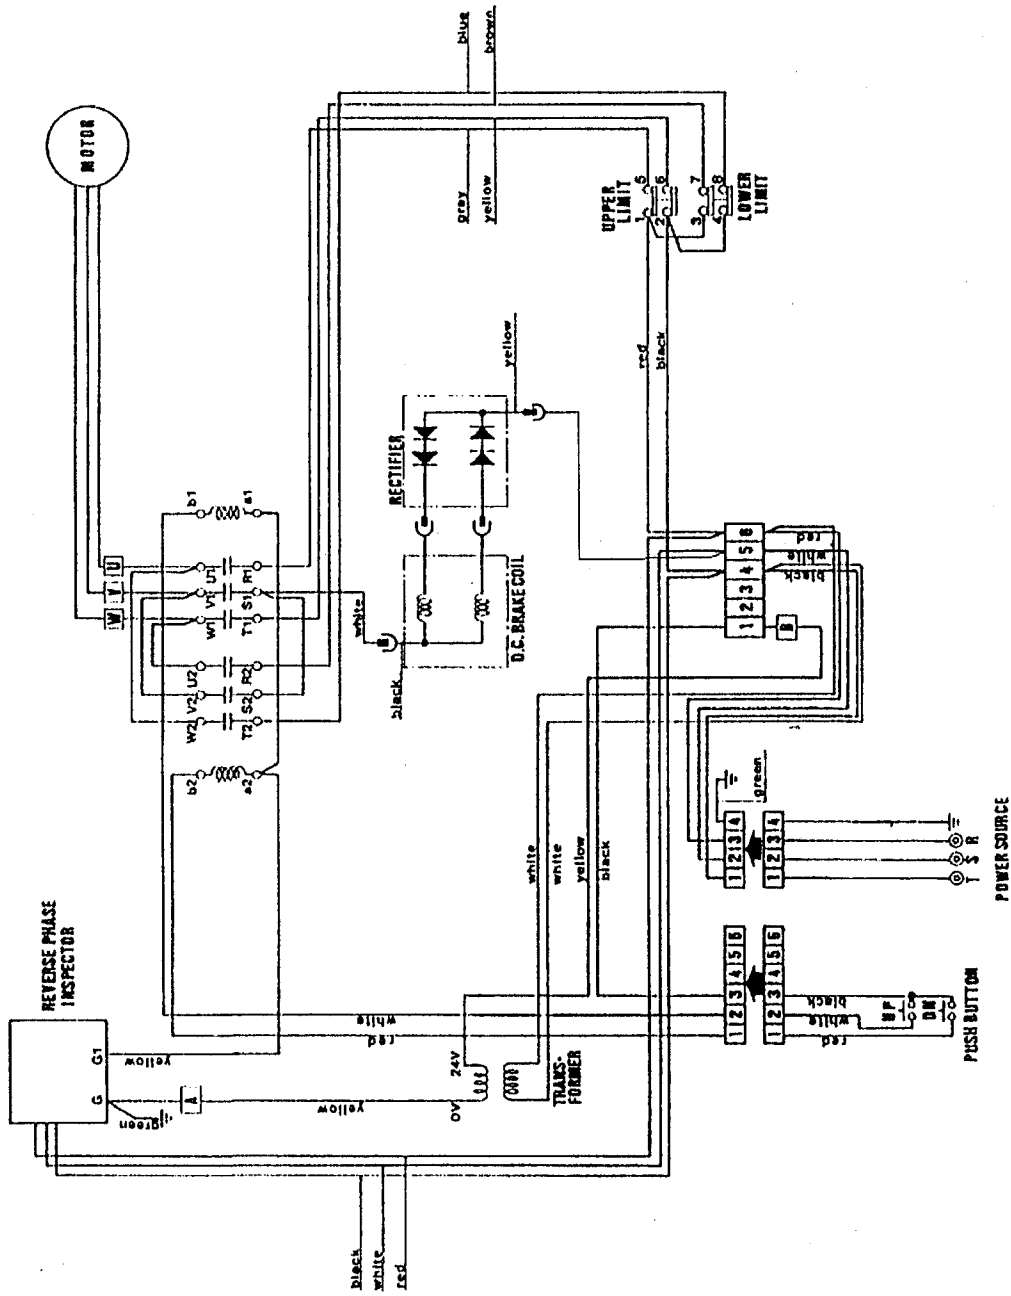 blue
brown
MOTOR
gray
yellow
UPPER
LIMIT
5
6
7
8
1
2
3
4
LOWER
LIMIT
red
black
yellow
RECTIFIER
D.C. BRAKE COIL
white
black
b1
a1
U
V
W
U1
V1
W1
R1
S1
T1
U2
V2
W2
R2
S2
T2
b2
a2
1 2 3 4 5 6
red
white
black
B
green
1 2 3 4
1 2 3 4
T S R
POWER SOURCE
white
white
yellow
black
REVERSE PHASE
INSPECTOR
G
G1
yellow
green
A
yellow
white
red
24V
0V
TRANS-
FORMER
1 2 3 4 5 6
1 2 3 4 5 6
black
white
red
UP
DN
PUSH BUTTON
black
white
red